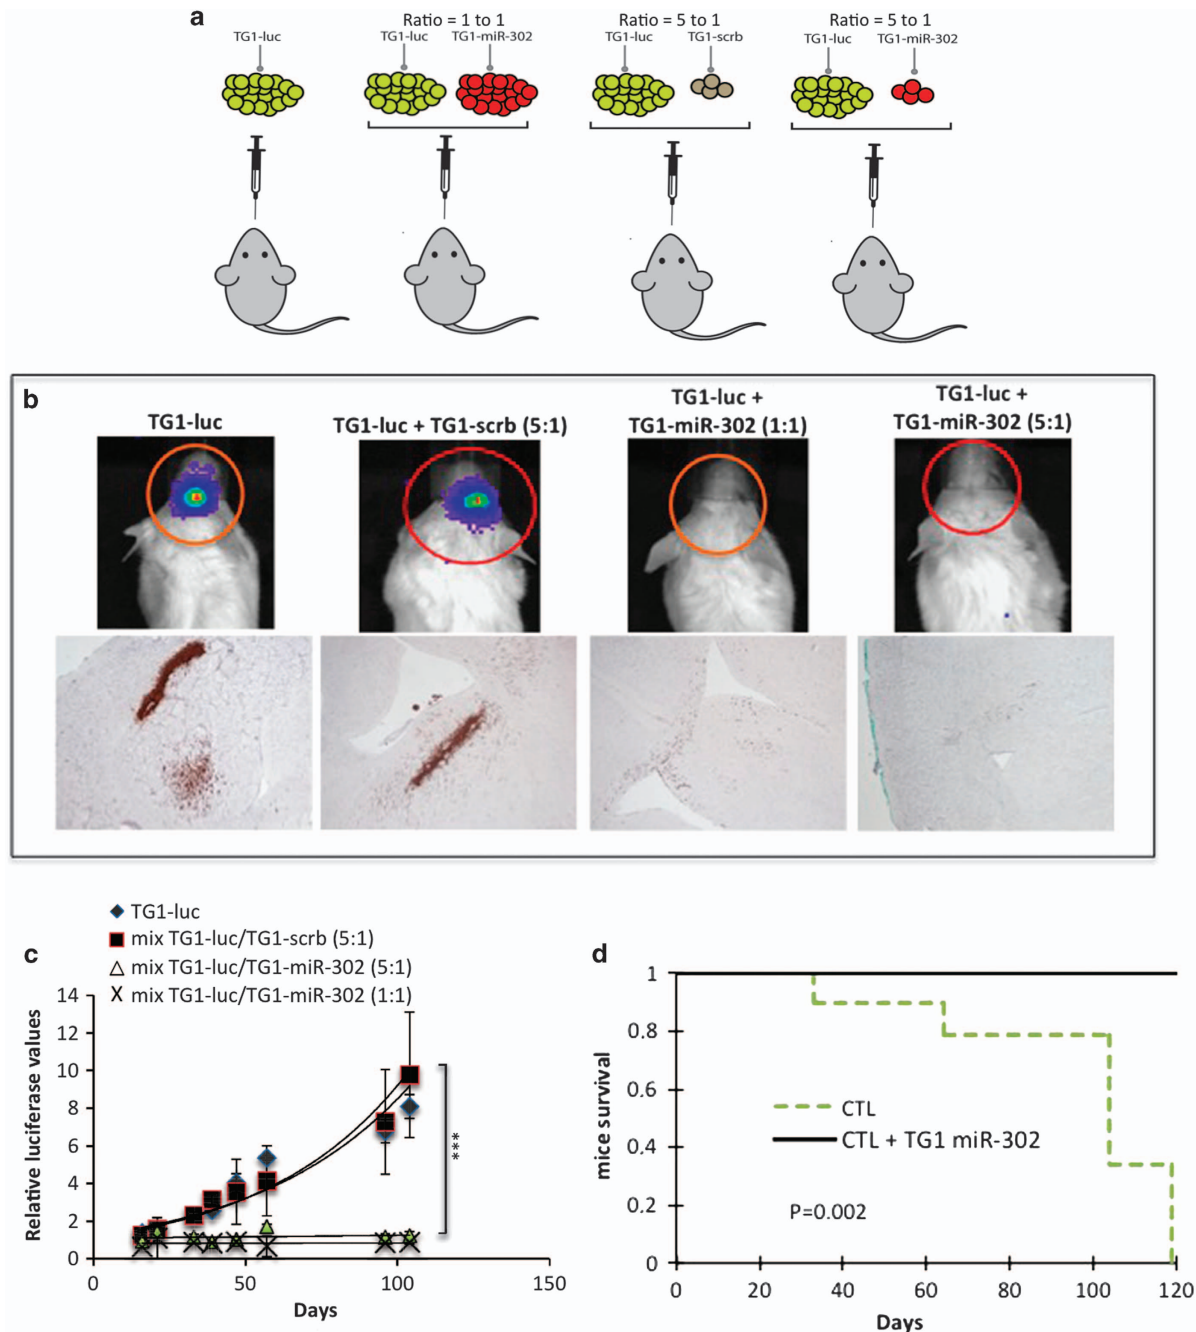 a
Ratio = 1 to 1
Ratio = 5 to 1
Ratio = 5 to 1
TG1-luc
TG1-luc
TG1-miR-302
TG1-luc
TG1-scrb
TG1-luc
TG1-miR-302
b
TG1-luc
TG1-luc + TG1-scrb (5:1)
TG1-luc +
TG1-miR-302 (1:1)
TG1-luc +
TG1-miR-302 (5:1)
c
TG1-luc
mix TG1-luc/TG1-scrb (5:1)
mix TG1-luc/TG1-miR-302 (5:1)
mix TG1-luc/TG1-miR-302 (1:1)
Relative luciferase values
14
12
10
8
6
4
2
0
***
0
50
100
150
Days
d
mice survival
1
0.8
0.6
0.4
0.2
0
CTL
CTL + TG1 miR-302
P=0.002
0
20
40
60
80
100
120
Days